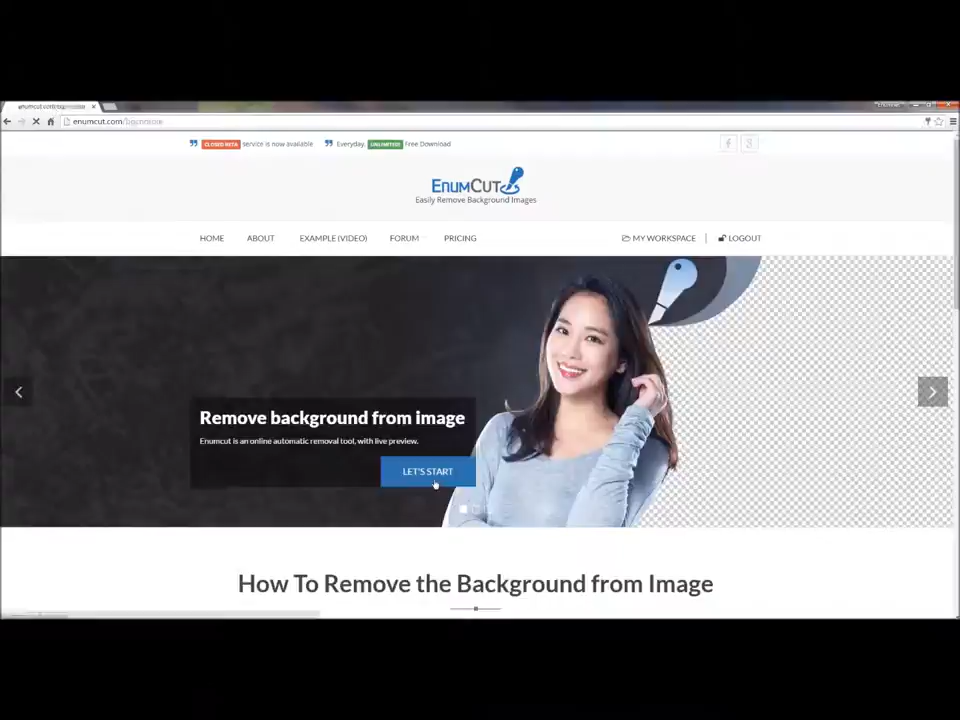 enumcut.com/
CLOSED BETA service is now available
Everyday, UNLIMITED Free Download
ENUMCUT
Easily Remove Background Images
HOME ABOUT EXAMPLE (VIDEO) FORUM PRICING MY WORKSPACE LOGOUT
Remove background from image
Enumcut is an online automatic removal tool, with live preview.
LET'S START
How To Remove the Background from Image